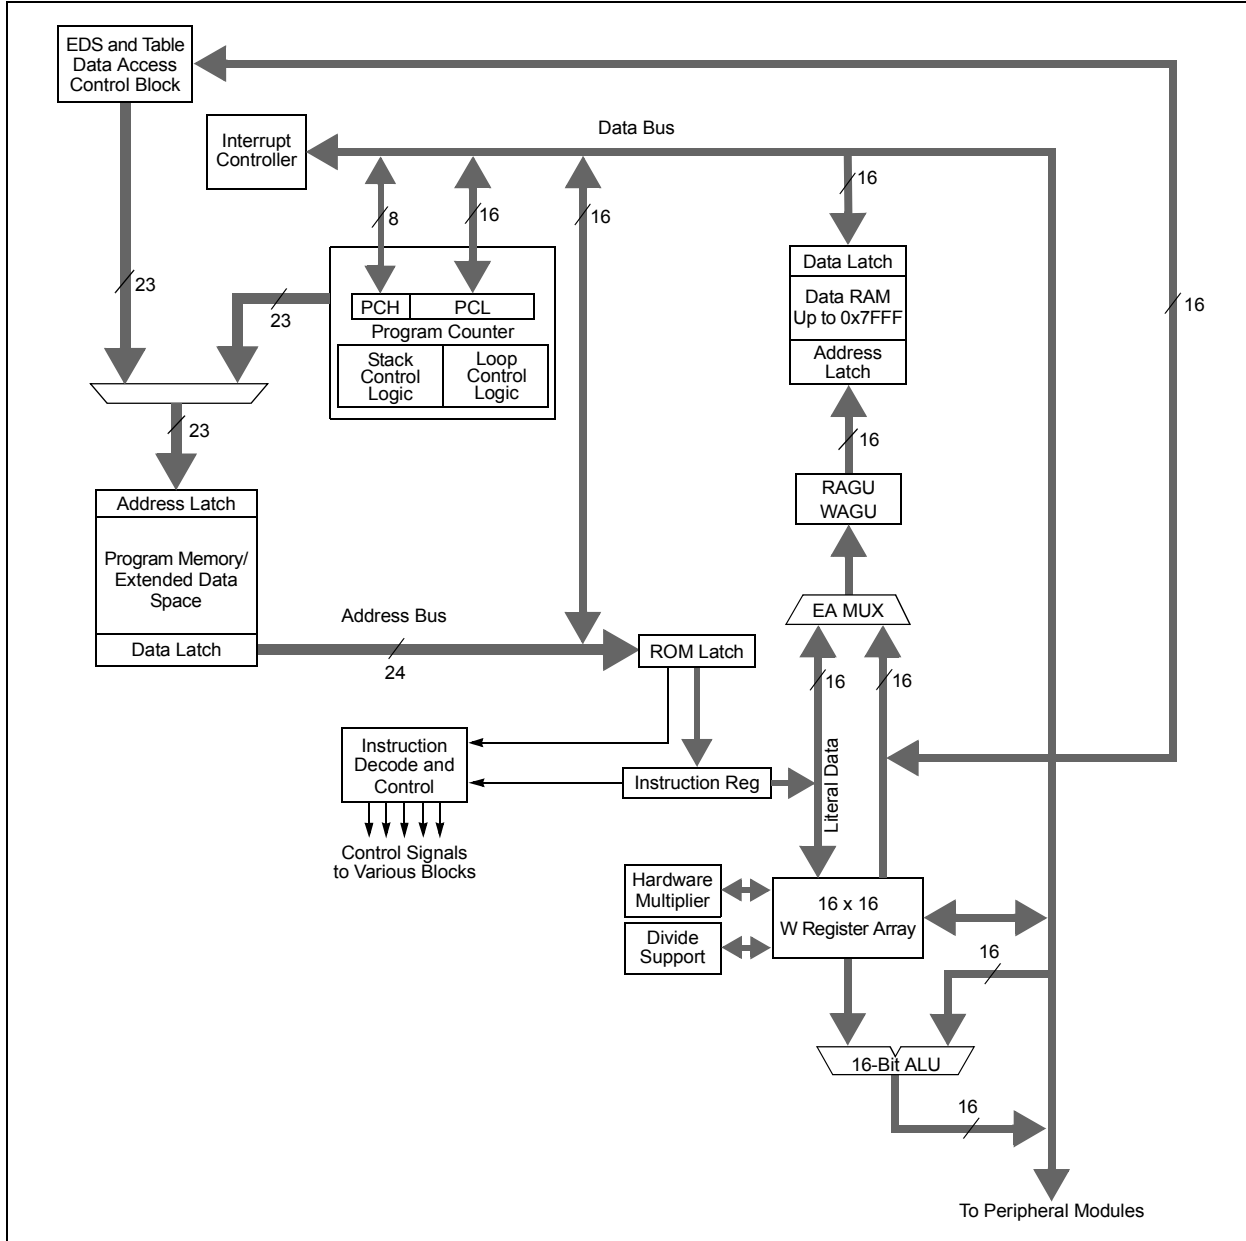 EDS and Table
Data Access
Control Block
Interrupt
Controller
Data Bus
16
8
16
16
23
23
16
Data Latch
Data RAM
Up to 0x7FFF
Address
Latch
PCH
PCL
Program Counter
Stack
Control
Logic
Loop
Control
Logic
23
16
RAGU
WAGU
Address Latch
Program Memory/
Extended Data
Space
Data Latch
Address Bus
24
EA MUX
ROM Latch
16
16
Instruction
Decode and
Control
Instruction Reg
Literal Data
Control Signals
to Various Blocks
Hardware
Multiplier
Divide
Support
16 x 16
W Register Array
16
16-Bit ALU
16
To Peripheral Modules